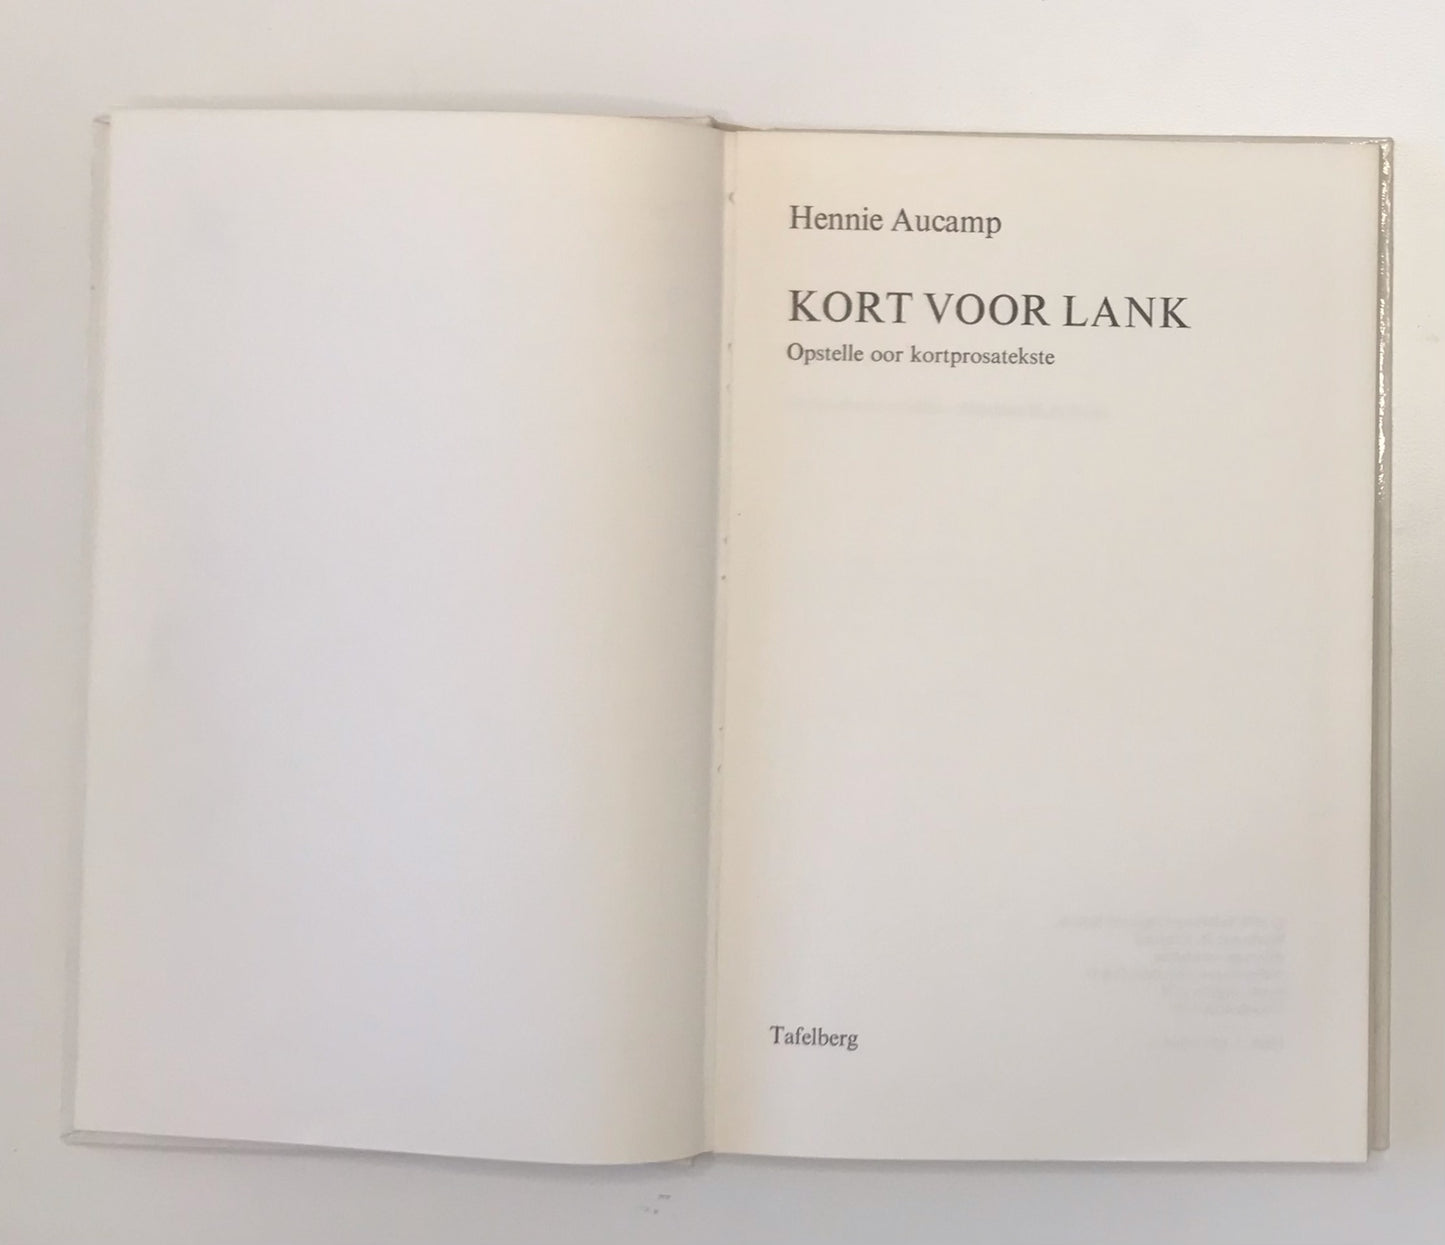 Hennie Aucamp
KORT VOOR LANK
Opstelle oor kortprosatekste
Tafelberg